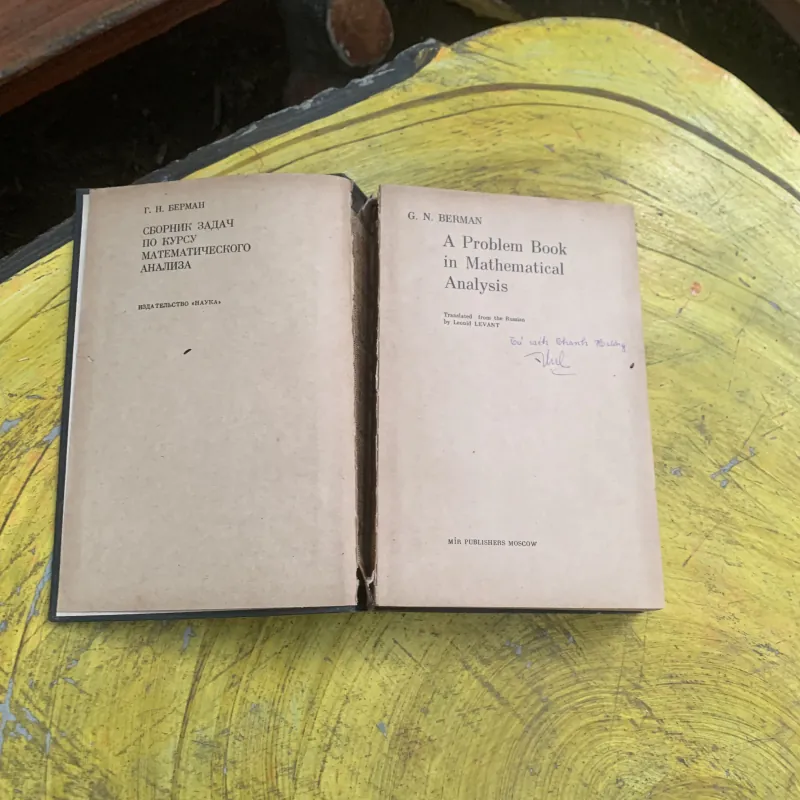 Г. Н. БЕРМАН
СБОРНИК ЗАДАЧ
ПО КУРСУ
МАТЕМАТИЧЕСКОГО
АНАЛИЗА
ИЗДАТЕЛЬСТВО «НАУКА»
G. N. BERMAN
A Problem Book
in Mathematical
Analysis
Translated from the Russian
by Leonid LEVANT
MIR PUBLISHERS MOSCOW